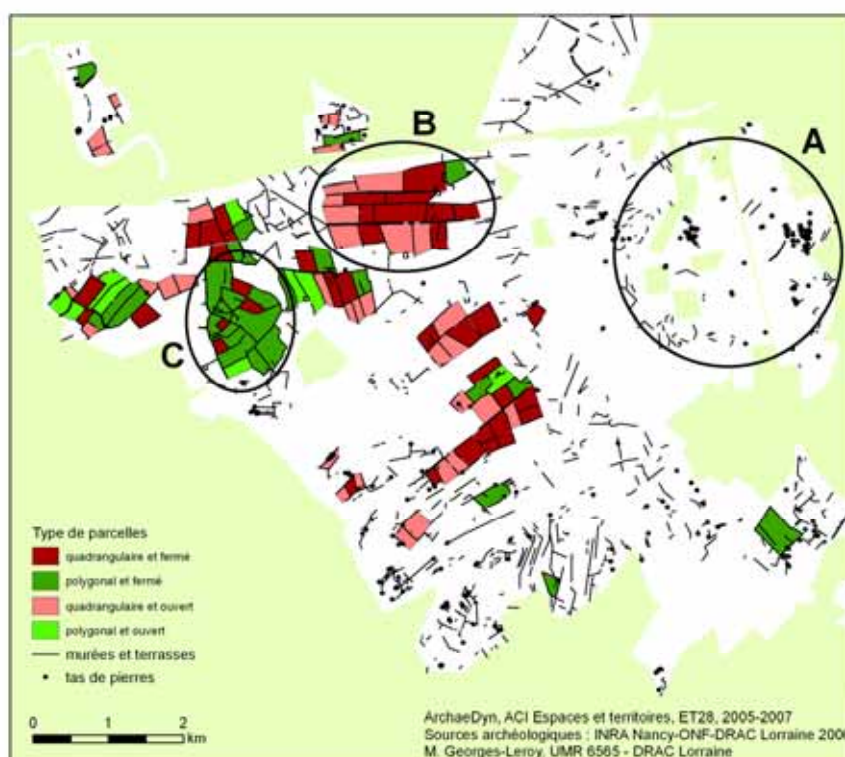 B
A
C
Type de parcelles
quadrangulaire et fermé
polygonal et fermé
quadrangulaire et ouvert
polygonal et ouvert
murées et terrasses
tas de pierres
0 1 2
km
ArchaeDyn, ACI Espaces et territoires, ET28, 2005-2007
Sources archéologiques : INRA Nancy-ONF-DRAC Lorraine
M. Georges-Leroy, UMR 6565 - DRAC Lorraine